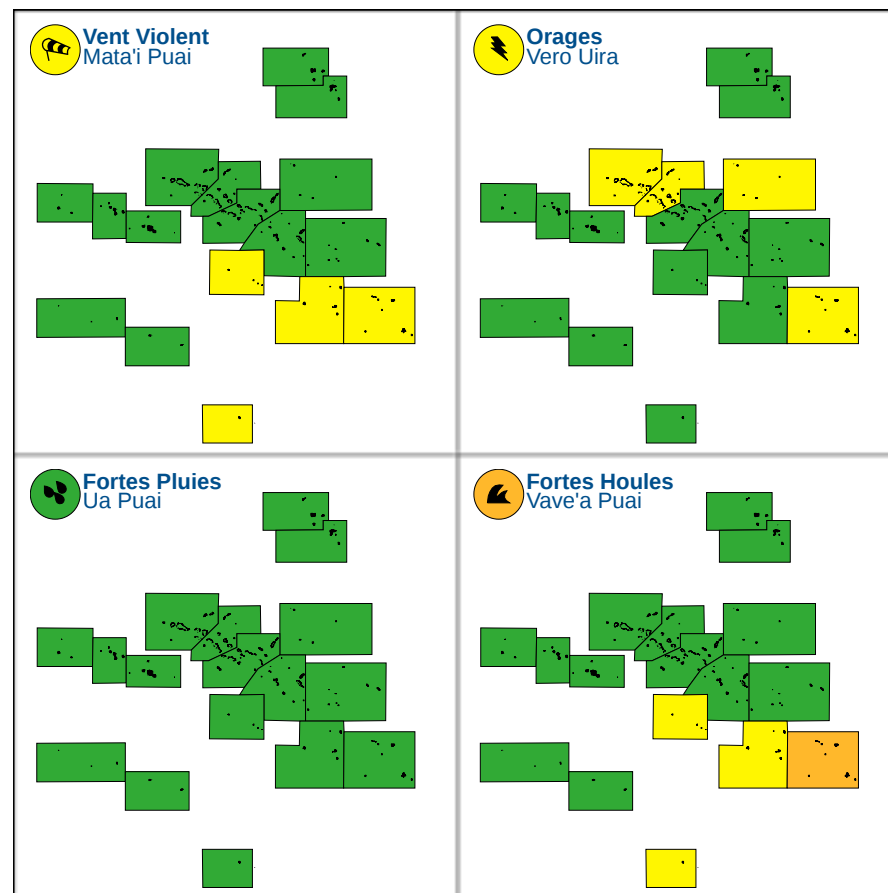 Vent Violent
Mata'i Puai
Orages
Vero Uira
Fortes Pluies
Ua Puai
Fortes Houles
Vave'a Puai